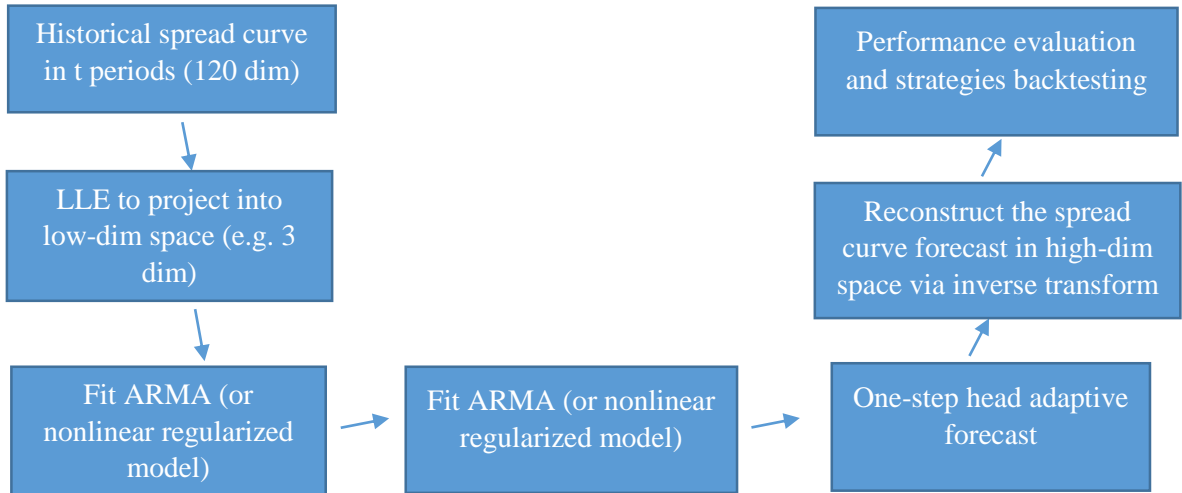 Historical spread curve
in t periods (120 dim)
LLE to project into
low-dim space (e.g. 3
dim)
Fit ARMA (or
nonlinear regularized
model)
Fit ARMA (or nonlinear
regularized model)
One-step head adaptive
forecast
Reconstruct the spread
curve forecast in high-dim
space via inverse transform
Performance evaluation
and strategies backtesting